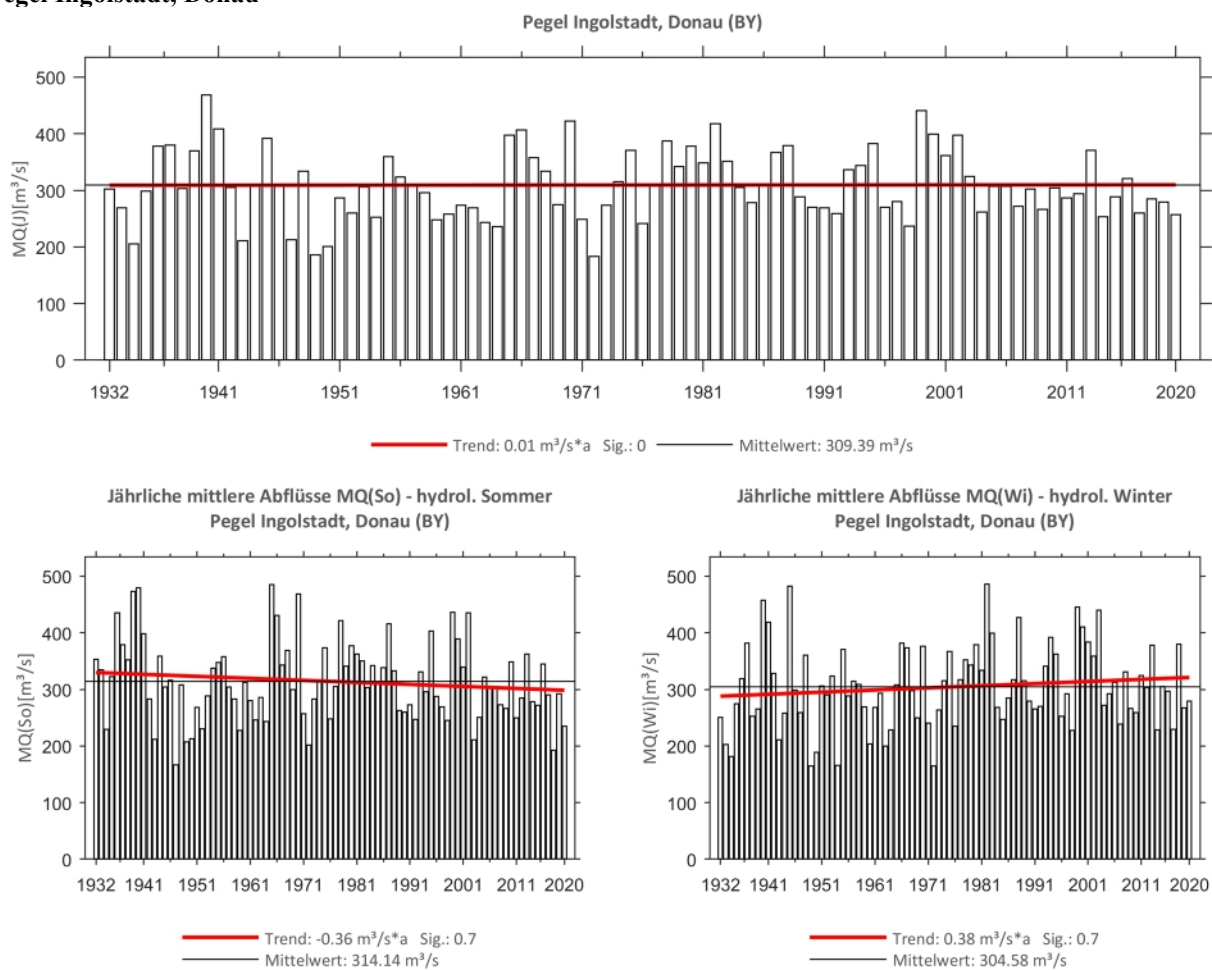 Pegel Ingolstadt, Donau
Pegel Ingolstadt, Donau (BY)
MQ(J)[m³/s]
500
400
300
200
100
0
1932 1941 1951 1961 1971 1981 1991 2001 2011 2020
Trend: 0.01 m³/s*a Sig.: 0 Mittelwert: 309.39 m³/s
Jährliche mittlere Abflüsse MQ(So) - hydrol. Sommer
Pegel Ingolstadt, Donau (BY)
MQ(So)[m³/s]
500
400
300
200
100
0
1932 1941 1951 1961 1971 1981 1991 2001 2011 2020
Trend: -0.36 m³/s*a Sig.: 0.7
Mittelwert: 314.14 m³/s
Jährliche mittlere Abflüsse MQ(Wi) - hydrol. Winter
Pegel Ingolstadt, Donau (BY)
MQ(Wi)[m³/s]
500
400
300
200
100
0
1932 1941 1951 1961 1971 1981 1991 2001 2011 2020
Trend: 0.38 m³/s*a Sig.: 0.7
Mittelwert: 304.58 m³/s